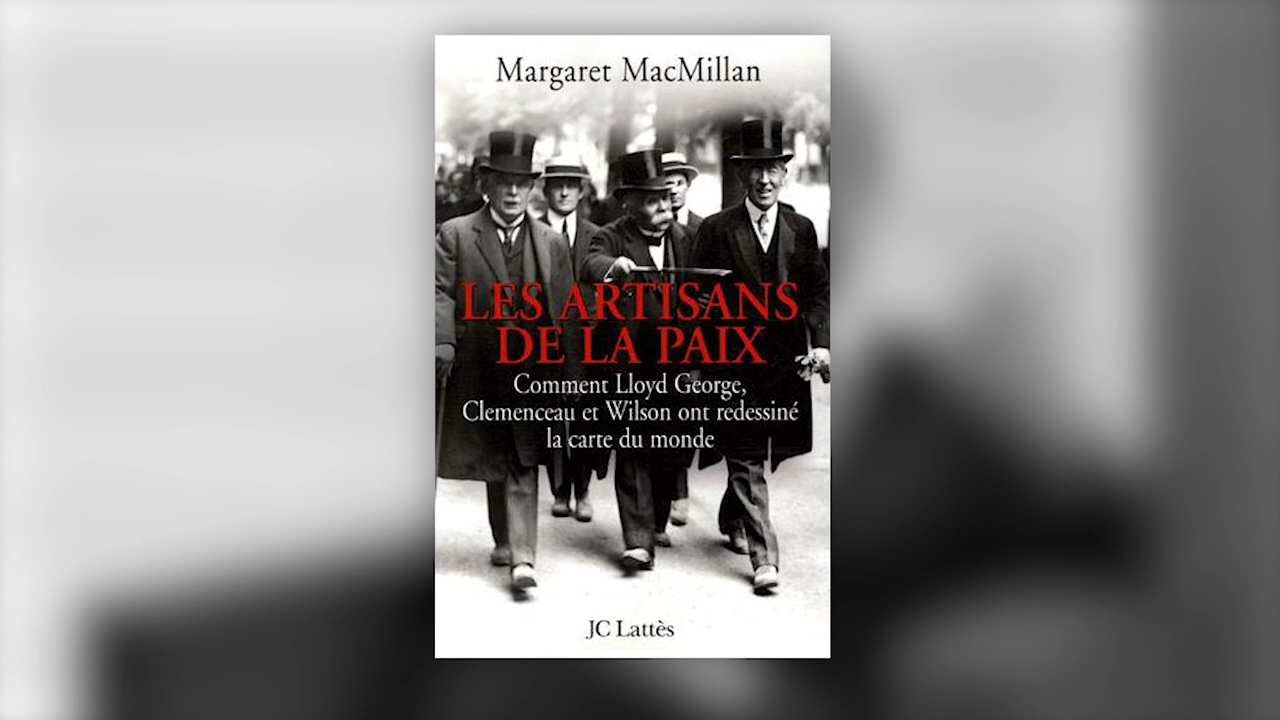 Margaret MacMillan
LES ARTISANS
DE LA PAIX
Comment Lloyd George,
Clemenceau et Wilson ont redessiné
la carte du monde
JC Lattès